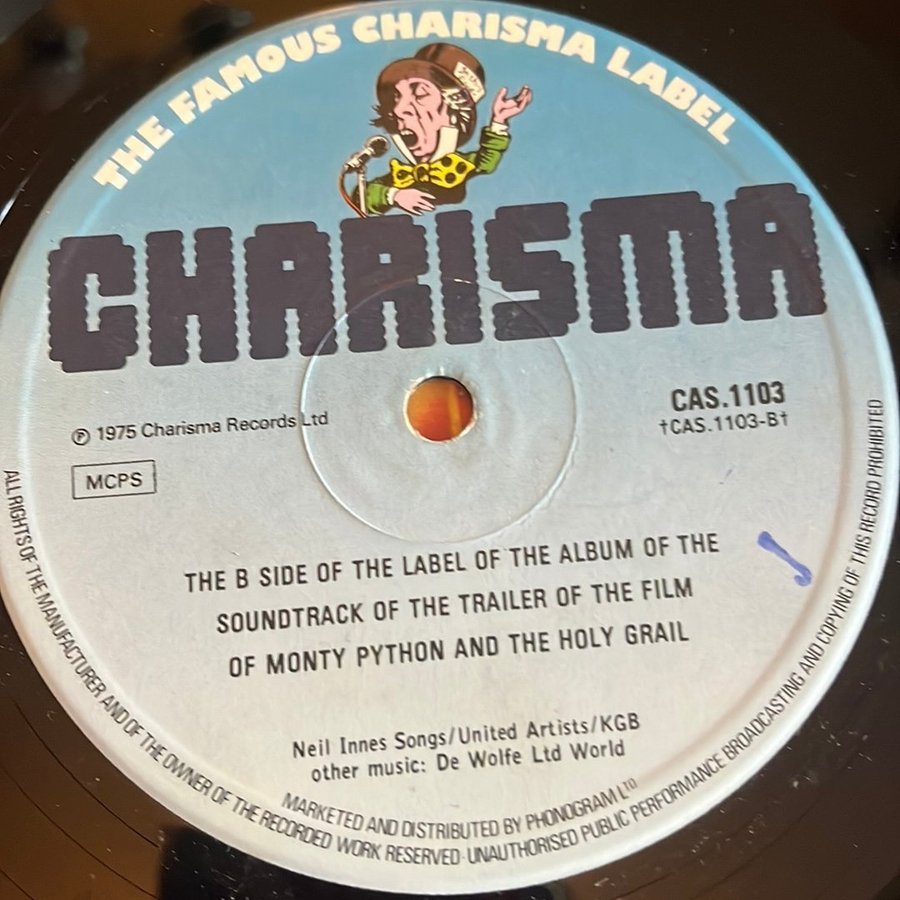 THE FAMOUS CHARISMA LABEL
CHARISMA
℗ 1975 Charisma Records Ltd
MCPS
CAS.1103
†CAS.1103-B†
THE B SIDE OF THE LABEL OF THE ALBUM OF THE
SOUNDTRACK OF THE TRAILER OF THE FILM
OF MONTY PYTHON AND THE HOLY GRAIL
Neil Innes Songs/United Artists/KGB
other music: De Wolfe Ltd World
MARKETED AND DISTRIBUTED BY PHONOGRAM LTD
ALL RIGHTS OF THE MANUFACTURER AND OF THE OWNER OF THE RECORDED WORK RESERVED·UNAUTHORISED PUBLIC PERFORMANCE BROADCASTING AND COPYING OF THIS RECORD PROHIBITED